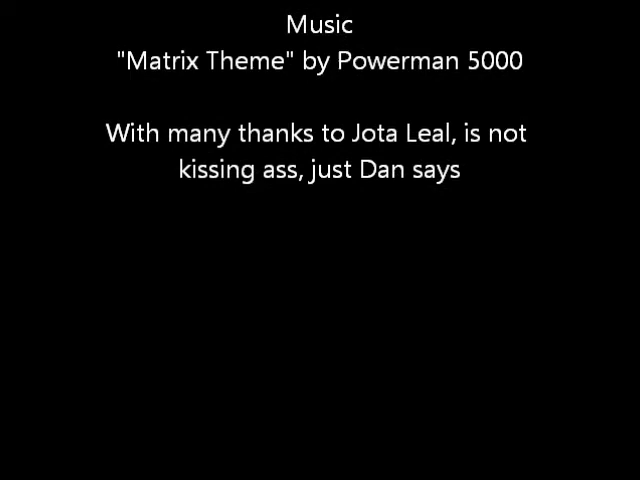 Music
"Matrix Theme" by Powerman 5000
With many thanks to Jota Leal, is not
kissing ass, just Dan says